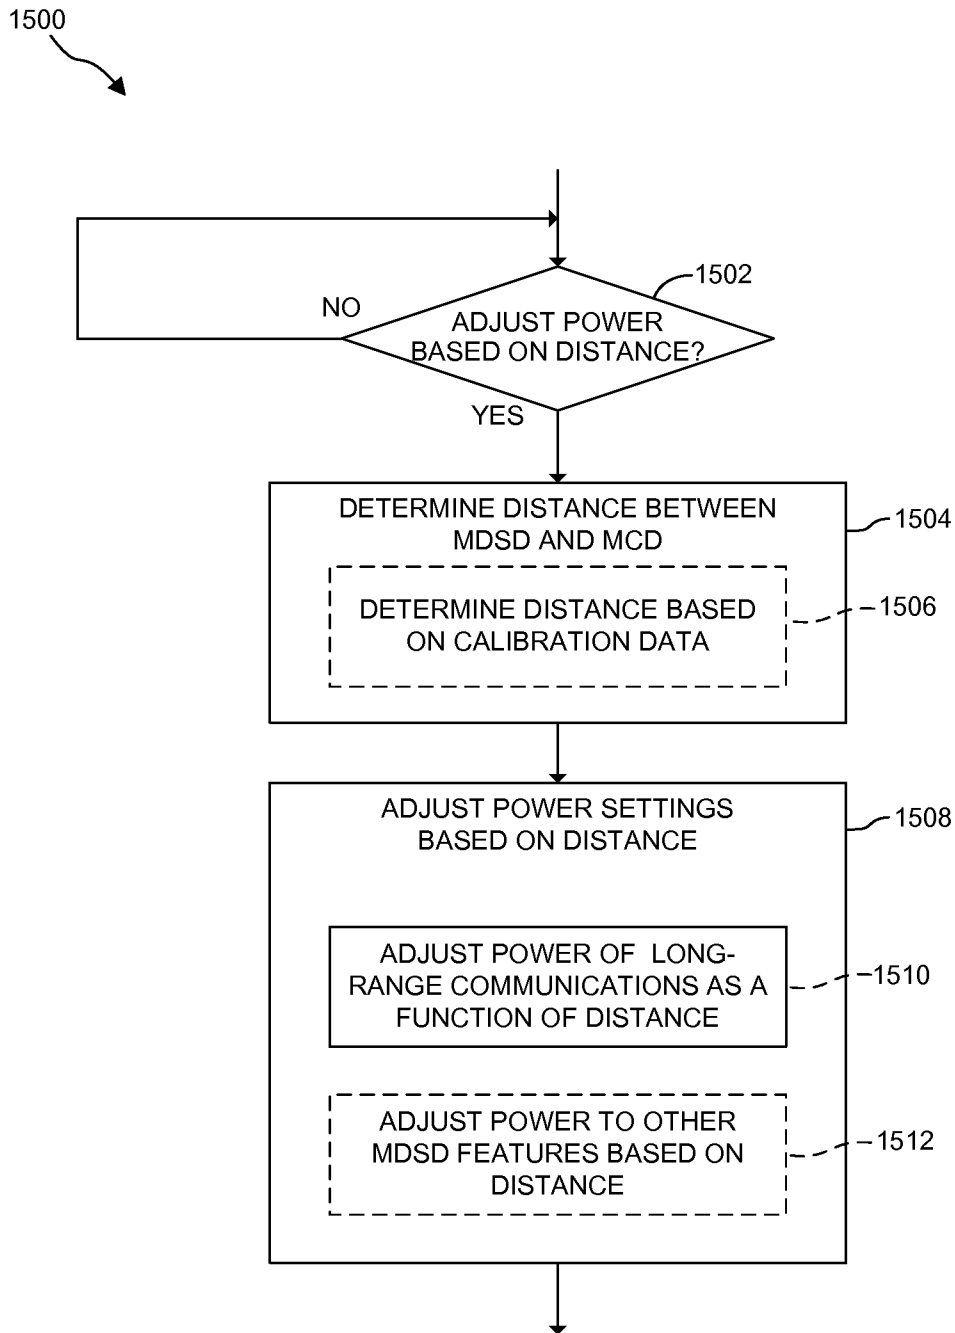 1500
1502
NO
ADJUST POWER
BASED ON DISTANCE?
YES
DETERMINE DISTANCE BETWEEN
MDSD AND MCD
1504
DETERMINE DISTANCE BASED
ON CALIBRATION DATA
1506
ADJUST POWER SETTINGS
BASED ON DISTANCE
1508
ADJUST POWER OF LONG-
RANGE COMMUNICATIONS AS A
FUNCTION OF DISTANCE
1510
ADJUST POWER TO OTHER
MDSD FEATURES BASED ON
DISTANCE
1512